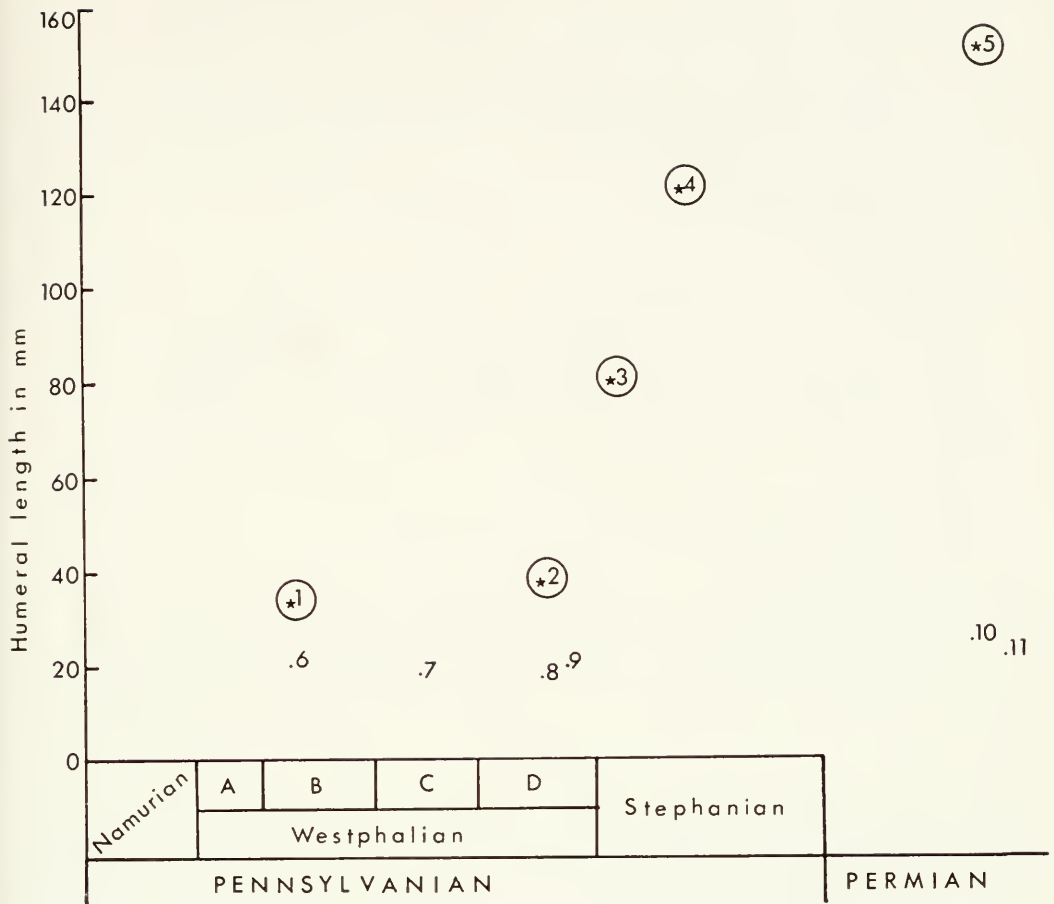 160
*5
140
*4
120
100
Humeral length in mm
80
*3
60
40
*1
*2
20
.6
.7
.8
.9
.10
.11
0
Namurian
A
B
C
D
Stephanian
Westphalian
PENNSYLVANIAN
PERMIAN